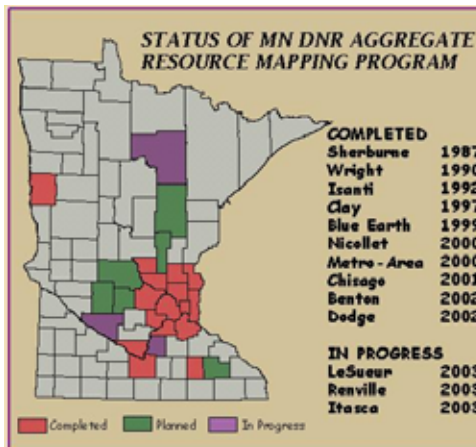 STATUS OF MN DNR AGGREGATE
RESOURCE MAPPING PROGRAM
COMPLETED
Sherburne 1987
Wright 1990
Isanti 1992
Clay 1997
Blue Earth 1999
Nicollet 2000
Metro-Area 2000
Chisago 2001
Benton 2002
Dodge 2002
IN PROGRESS
LeSueur 2003
Renville 2003
Itasca 2003
Completed Planned In Progress